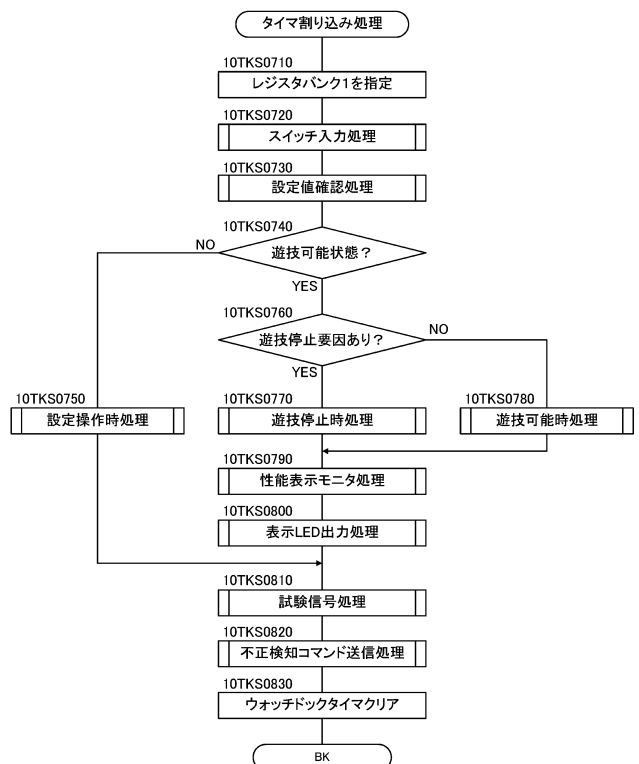 タイマ割り込み処理
10TKS0710
レジスタバンク1を指定
10TKS0720
スイッチ入力処理
10TKS0730
設定値確認処理
10TKS0740
NO
遊技可能状態？
YES
10TKS0760
NO
遊技停止要因あり？
YES
10TKS0750
設定操作時処理
10TKS0770
遊技停止時処理
10TKS0780
遊技可能時処理
10TKS0790
性能表示モニタ処理
10TKS0800
表示LED出力処理
10TKS0810
試験信号処理
10TKS0820
不正検知コマンド送信処理
10TKS0830
ウォッチドックタイマクリア
BK